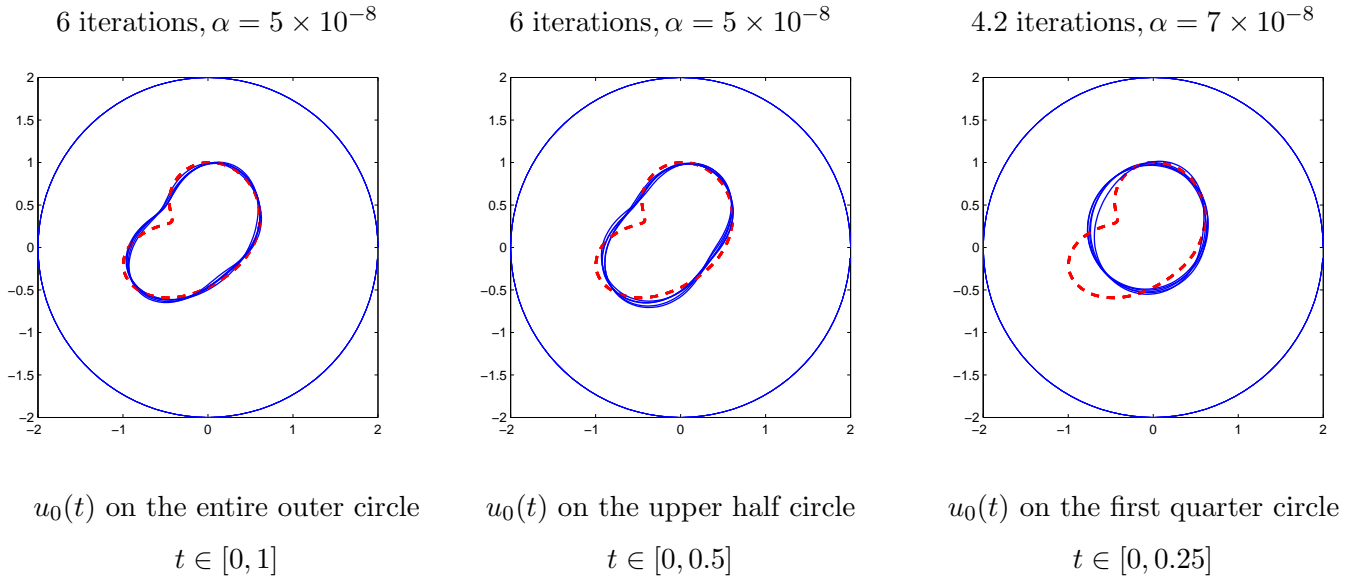 6 iterations, α = 5 × 10⁻⁸
6 iterations, α = 5 × 10⁻⁸
4.2 iterations, α = 7 × 10⁻⁸
2
1.5
1
0.5
0
−0.5
−1
−1.5
−2
−2 −1 0 1 2
2
1.5
1
0.5
0
−0.5
−1
−1.5
−2
−2 −1 0 1 2
2
1.5
1
0.5
0
−0.5
−1
−1.5
−2
−2 −1 0 1 2
u₀(t) on the entire outer circle
t ∈ [0, 1]
u₀(t) on the upper half circle
t ∈ [0, 0.5]
u₀(t) on the first quarter circle
t ∈ [0, 0.25]